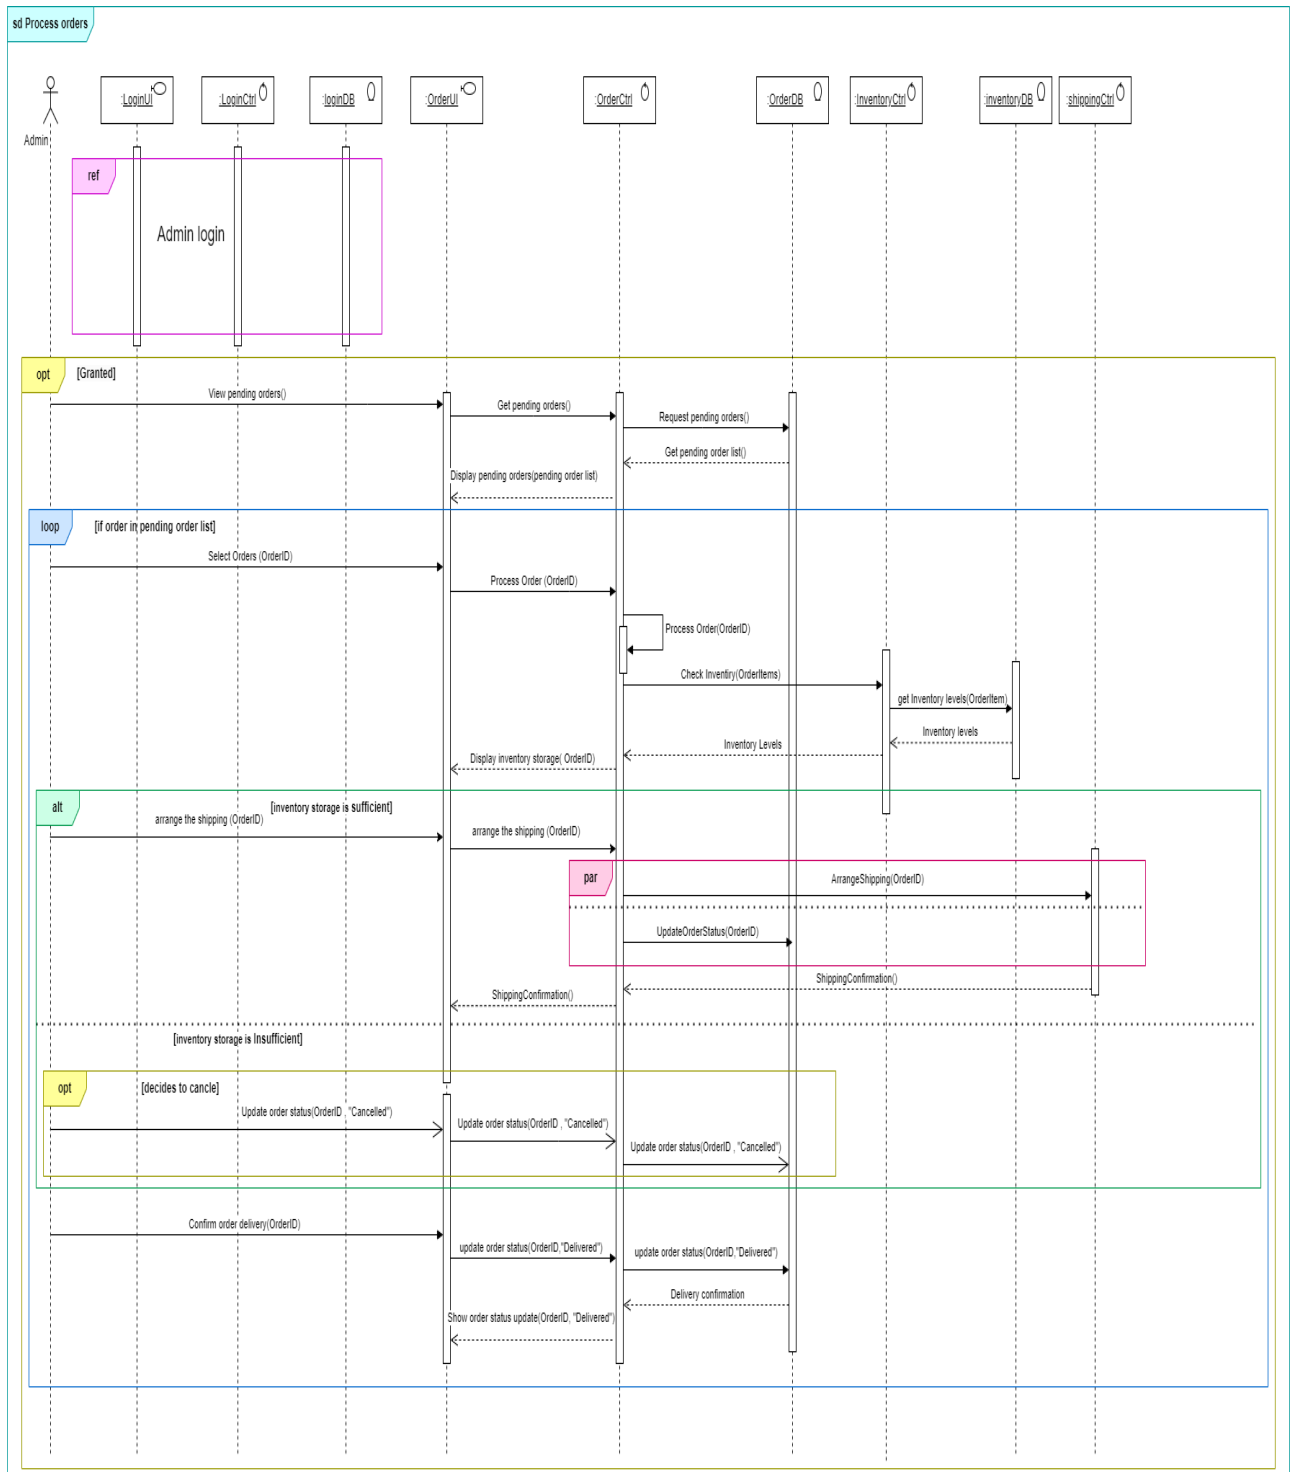 sd Process orders
:LoginUI
:LoginCtrl
:loginDB
:OrderUI
:OrderCtrl
:OrderDB
:InventoryCtrl
:inventoryDB
:shippingCtrl
Admin
ref
Admin login
opt
[Granted]
View pending orders()
Get pending orders()
Request pending orders()
Get pending order list()
Display pending orders(pending order list)
loop
[if order in pending order list]
Select Orders (OrderID)
Process Order (OrderID)
Process Order(OrderID)
Check Inventiry(OrderItems)
get Inventory levels(OrderItem)
Inventory levels
Inventory Levels
Display inventory storage( OrderID)
alt
[inventory storage is sufficient]
arrange the shipping (OrderID)
arrange the shipping (OrderID)
par
ArrangeShipping(OrderID)
UpdateOrderStatus(OrderID)
ShippingConfirmation()
ShippingConfirmation()
[inventory storage is Insufficient]
opt
[decides to cancle]
Update order status(OrderID , "Cancelled")
Update order status(OrderID , "Cancelled")
Update order status(OrderID , "Cancelled")
Confirm order delivery(OrderID)
update order status(OrderID,"Delivered")
update order status(OrderID,"Delivered")
Delivery confirmation
Show order status update(OrderID, "Delivered")